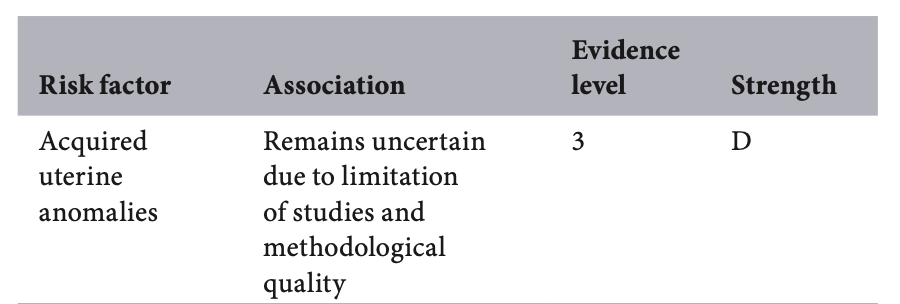 Evidence
Risk factor Association level Strength
Acquired Remains uncertain 3 D
uterine due to limitation
anomalies of studies and
methodological
quality